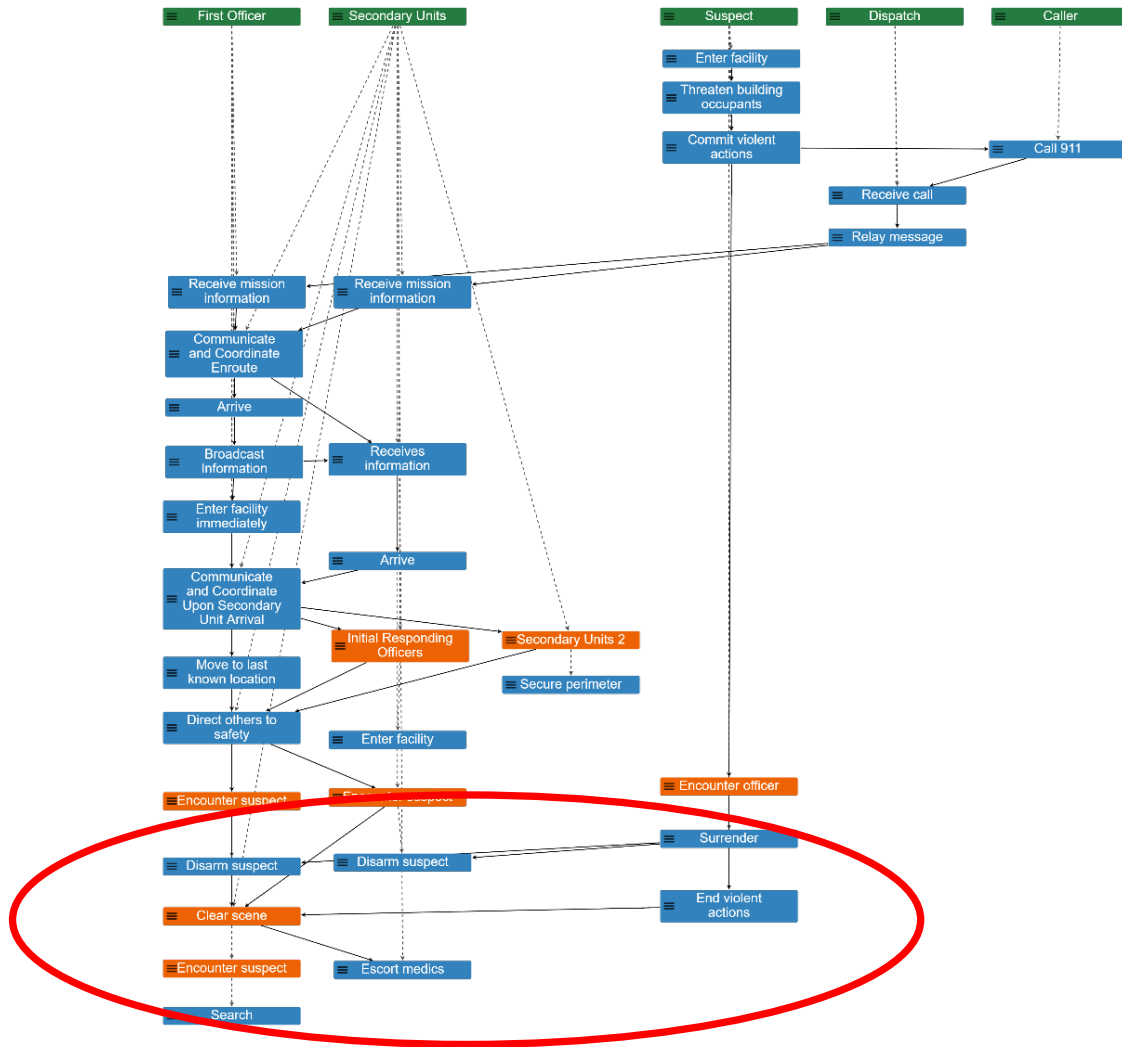 First Officer
Secondary Units
Suspect
Dispatch
Caller
Enter facility
Threaten building
occupants
Commit violent
actions
Call 911
Receive call
Relay message
Receive mission
information
Receive mission
information
Communicate
and Coordinate
Enroute
Arrive
Broadcast
Information
Receives
information
Enter facility
immediately
Arrive
Communicate
and Coordinate
Upon Secondary
Unit Arrival
Initial Responding
Officers
Secondary Units 2
Move to last
known location
Secure perimeter
Direct others to
safety
Enter facility
Encounter officer
Encounter suspect
Encounter suspect
Surrender
Disarm suspect
Disarm suspect
End violent
actions
Clear scene
Encounter suspect
Escort medics
Search